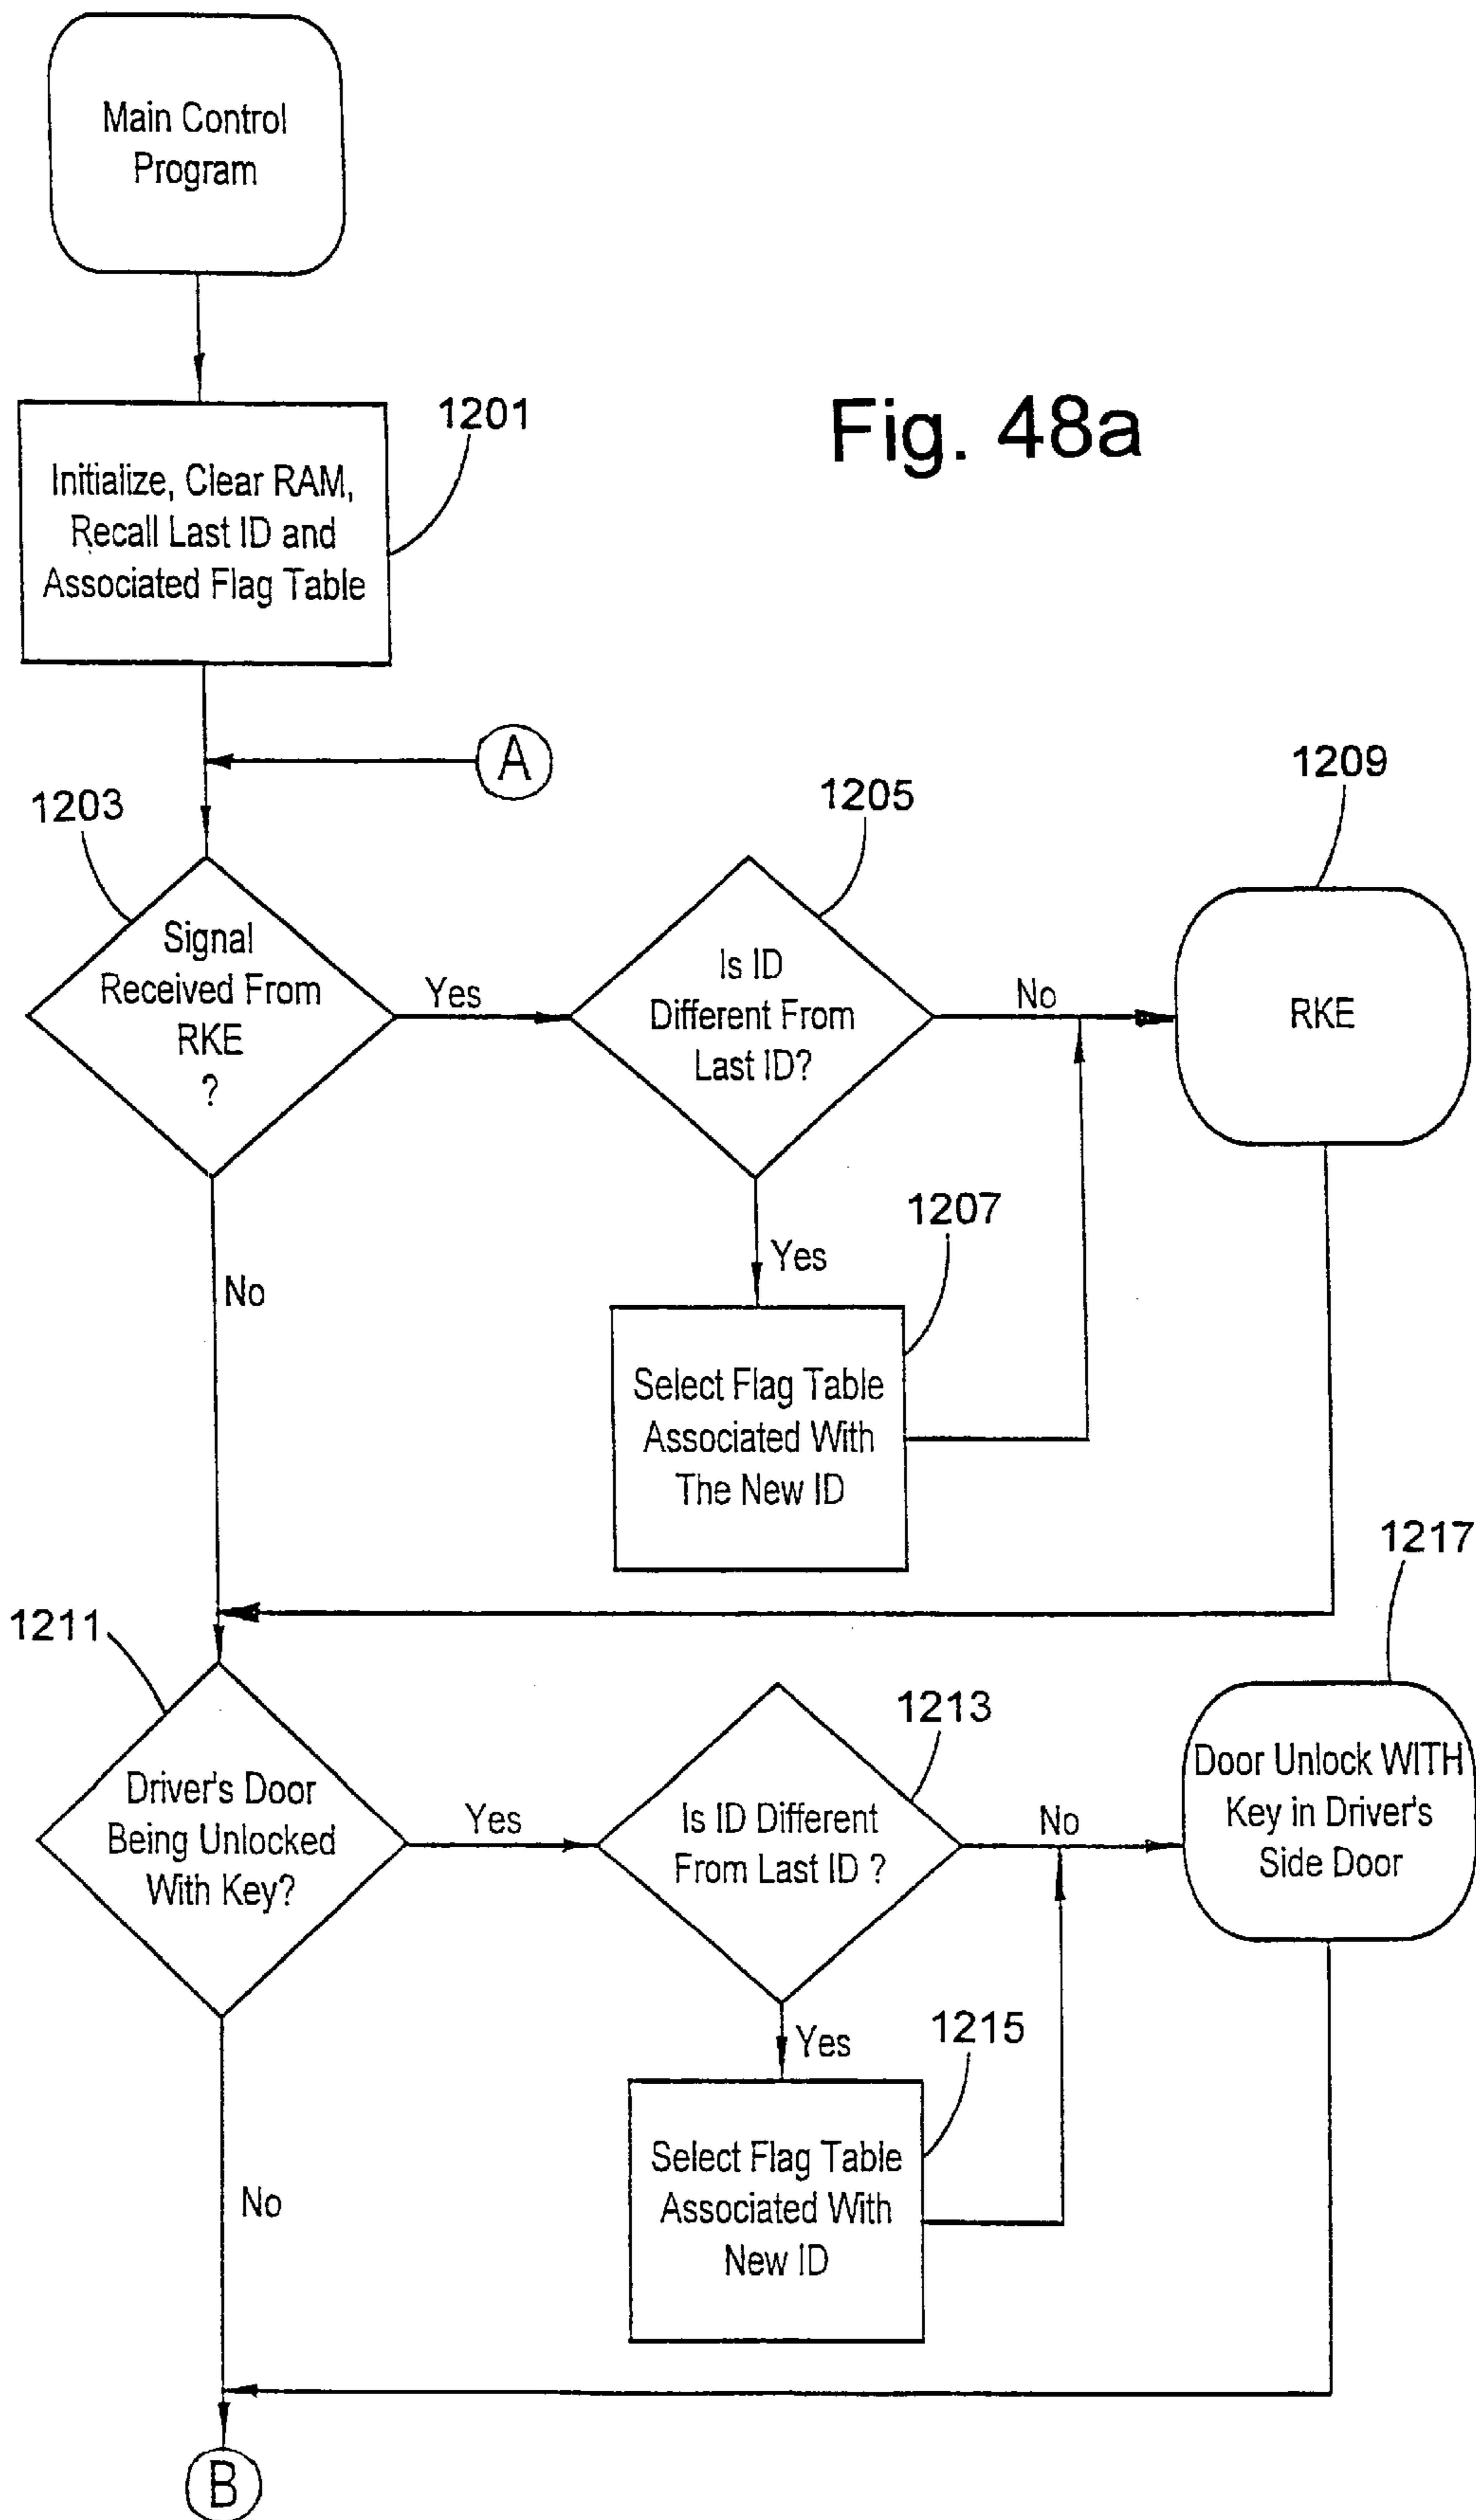 Main Control
Program
1201
Fig. 48a
Initialize, Clear RAM,
Recall Last ID and
Associated Flag Table
A
1203
1205
1209
Signal
Received From
RKE
?
Yes
Is ID
Different From
Last ID?
No
RKE
1207
Yes
No
Select Flag Table
Associated With
The New ID
1217
1211
1213
Driver's Door
Being Unlocked
With Key?
Yes
Is ID Different
From Last ID ?
No
Door Unlock WITH
Key in Driver's
Side Door
1215
Yes
No
Select Flag Table
Associated With
New ID
B